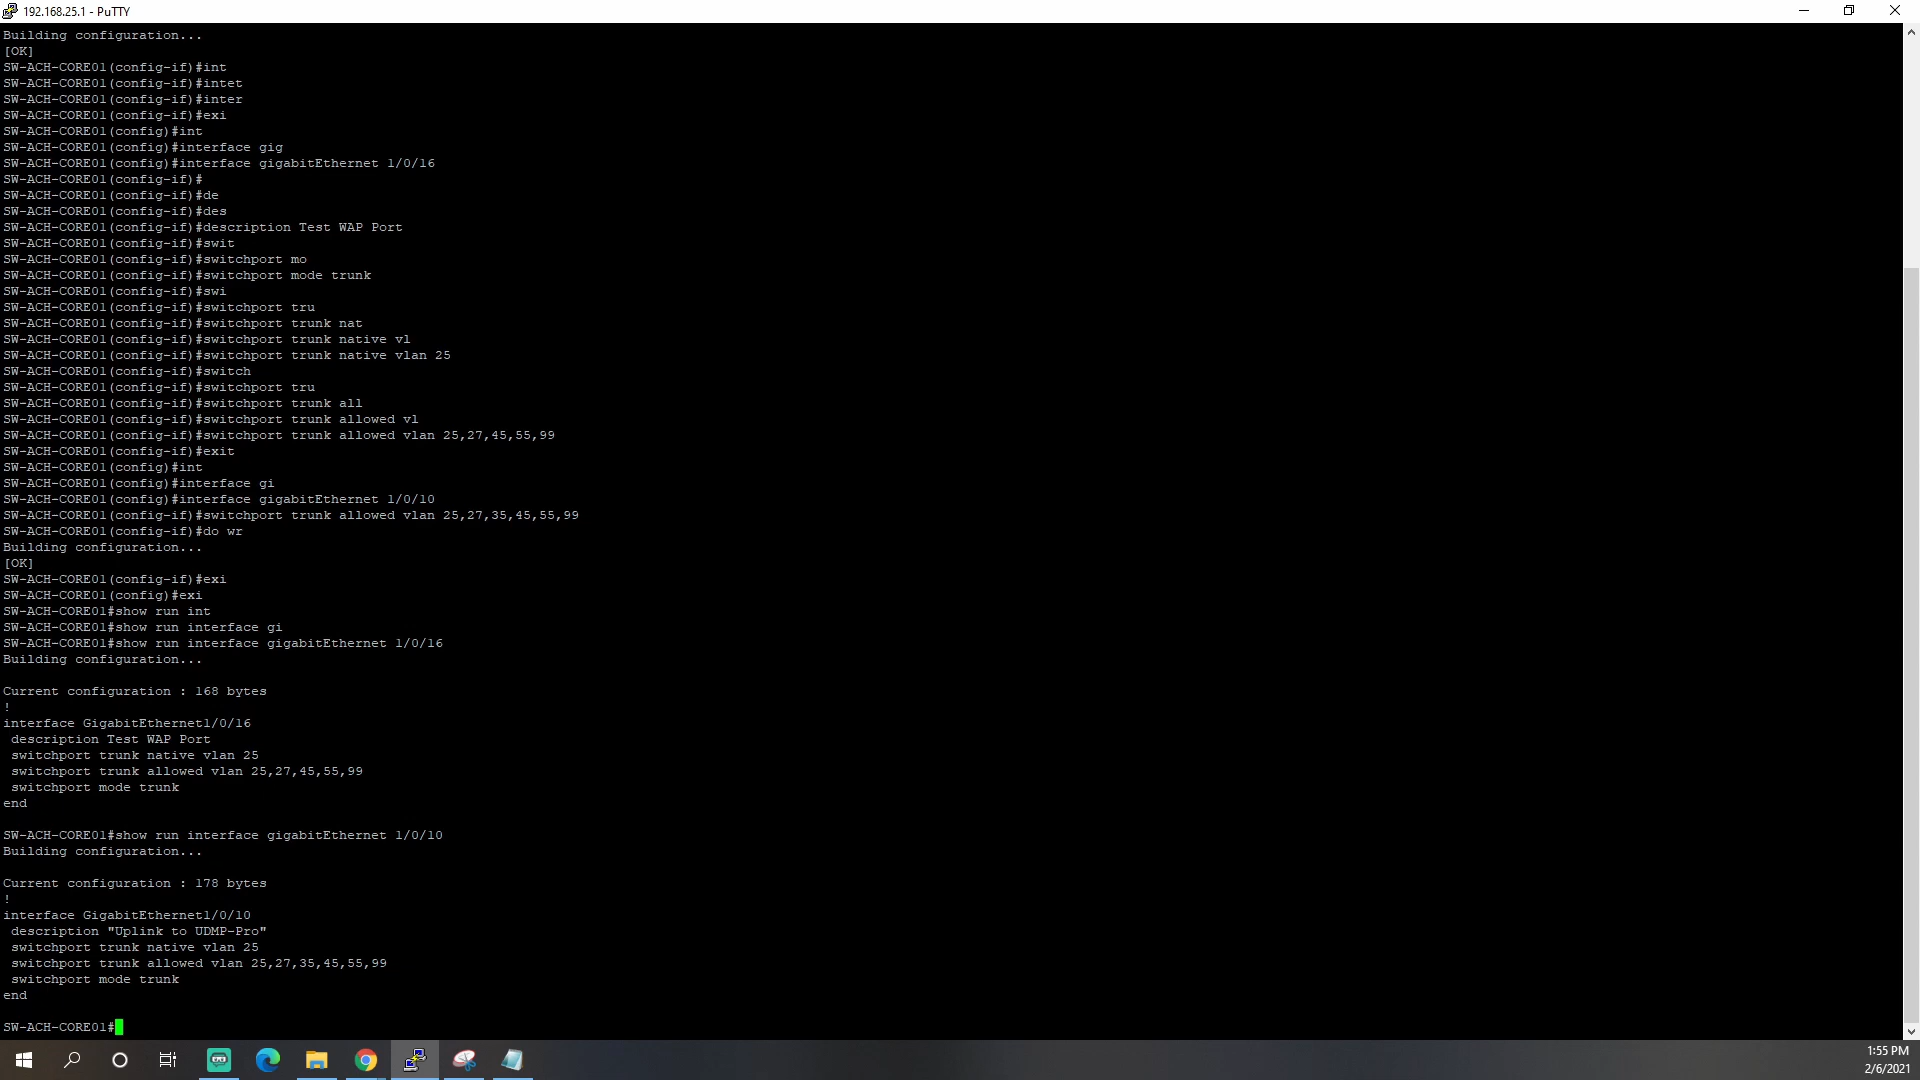 192.168.25.1 - PuTTY
Building configuration...
[OK]
SW-ACH-CORE01(config-if)#int
SW-ACH-CORE01(config-if)#intet
SW-ACH-CORE01(config-if)#inter
SW-ACH-CORE01(config-if)#exi
SW-ACH-CORE01(config)#int
SW-ACH-CORE01(config)#interface gig
SW-ACH-CORE01(config)#interface gigabitEthernet 1/0/16
SW-ACH-CORE01(config-if)#
SW-ACH-CORE01(config-if)#de
SW-ACH-CORE01(config-if)#des
SW-ACH-CORE01(config-if)#description Test WAP Port
SW-ACH-CORE01(config-if)#swit
SW-ACH-CORE01(config-if)#switchport mo
SW-ACH-CORE01(config-if)#switchport mode trunk
SW-ACH-CORE01(config-if)#swi
SW-ACH-CORE01(config-if)#switchport tru
SW-ACH-CORE01(config-if)#switchport trunk nat
SW-ACH-CORE01(config-if)#switchport trunk native vl
SW-ACH-CORE01(config-if)#switchport trunk native vlan 25
SW-ACH-CORE01(config-if)#switch
SW-ACH-CORE01(config-if)#switchport tru
SW-ACH-CORE01(config-if)#switchport trunk all
SW-ACH-CORE01(config-if)#switchport trunk allowed vl
SW-ACH-CORE01(config-if)#switchport trunk allowed vlan 25,27,45,55,99
SW-ACH-CORE01(config-if)#exit
SW-ACH-CORE01(config)#int
SW-ACH-CORE01(config)#interface gi
SW-ACH-CORE01(config)#interface gigabitEthernet 1/0/10
SW-ACH-CORE01(config-if)#switchport trunk allowed vlan 25,27,35,45,55,99
SW-ACH-CORE01(config-if)#do wr
Building configuration...
[OK]
SW-ACH-CORE01(config-if)#exi
SW-ACH-CORE01(config)#exi
SW-ACH-CORE01#show run int
SW-ACH-CORE01#show run interface gi
SW-ACH-CORE01#show run interface gigabitEthernet 1/0/16
Building configuration...
Current configuration : 168 bytes
!
interface GigabitEthernet1/0/16
description Test WAP Port
switchport trunk native vlan 25
switchport trunk allowed vlan 25,27,45,55,99
switchport mode trunk
end
SW-ACH-CORE01#show run interface gigabitEthernet 1/0/10
Building configuration...
Current configuration : 178 bytes
!
interface GigabitEthernet1/0/10
description "Uplink to UDMP-Pro"
switchport trunk native vlan 25
switchport trunk allowed vlan 25,27,35,45,55,99
switchport mode trunk
end
SW-ACH-CORE01#
1:55 PM
2/6/2021